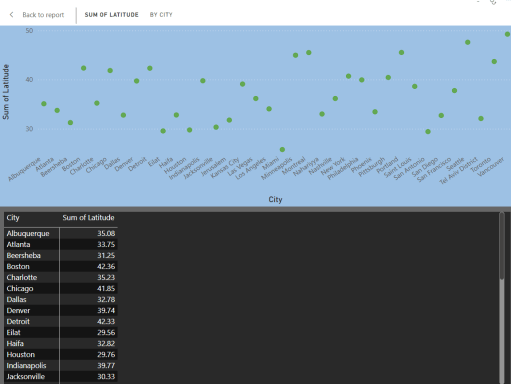 Back to report
SUM OF LATITUDE
BY CITY
Sum of Latitude
50
40
30
Albuquerque
Atlanta
Beersheba
Boston
Charlotte
Chicago
Dallas
Denver
Detroit
Eilat
Haifa
Houston
Indianapolis
Jacksonville
Jerusalem
Kansas City
Las Vegas
Los Angeles
Miami
Minneapolis
Montreal
Nahariyya
Nashville
New York
Philadelphia
Phoenix
Pittsburgh
Portland
Saint Louis
San Antonio
San Diego
San Francisco
Seattle
Tel Aviv District
Toronto
Vancouver
City
City Sum of Latitude
Albuquerque 35.08
Atlanta 33.75
Beersheba 31.25
Boston 42.36
Charlotte 35.23
Chicago 41.85
Dallas 32.78
Denver 39.74
Detroit 42.33
Eilat 29.56
Haifa 32.82
Houston 29.76
Indianapolis 39.77
Jacksonville 30.33